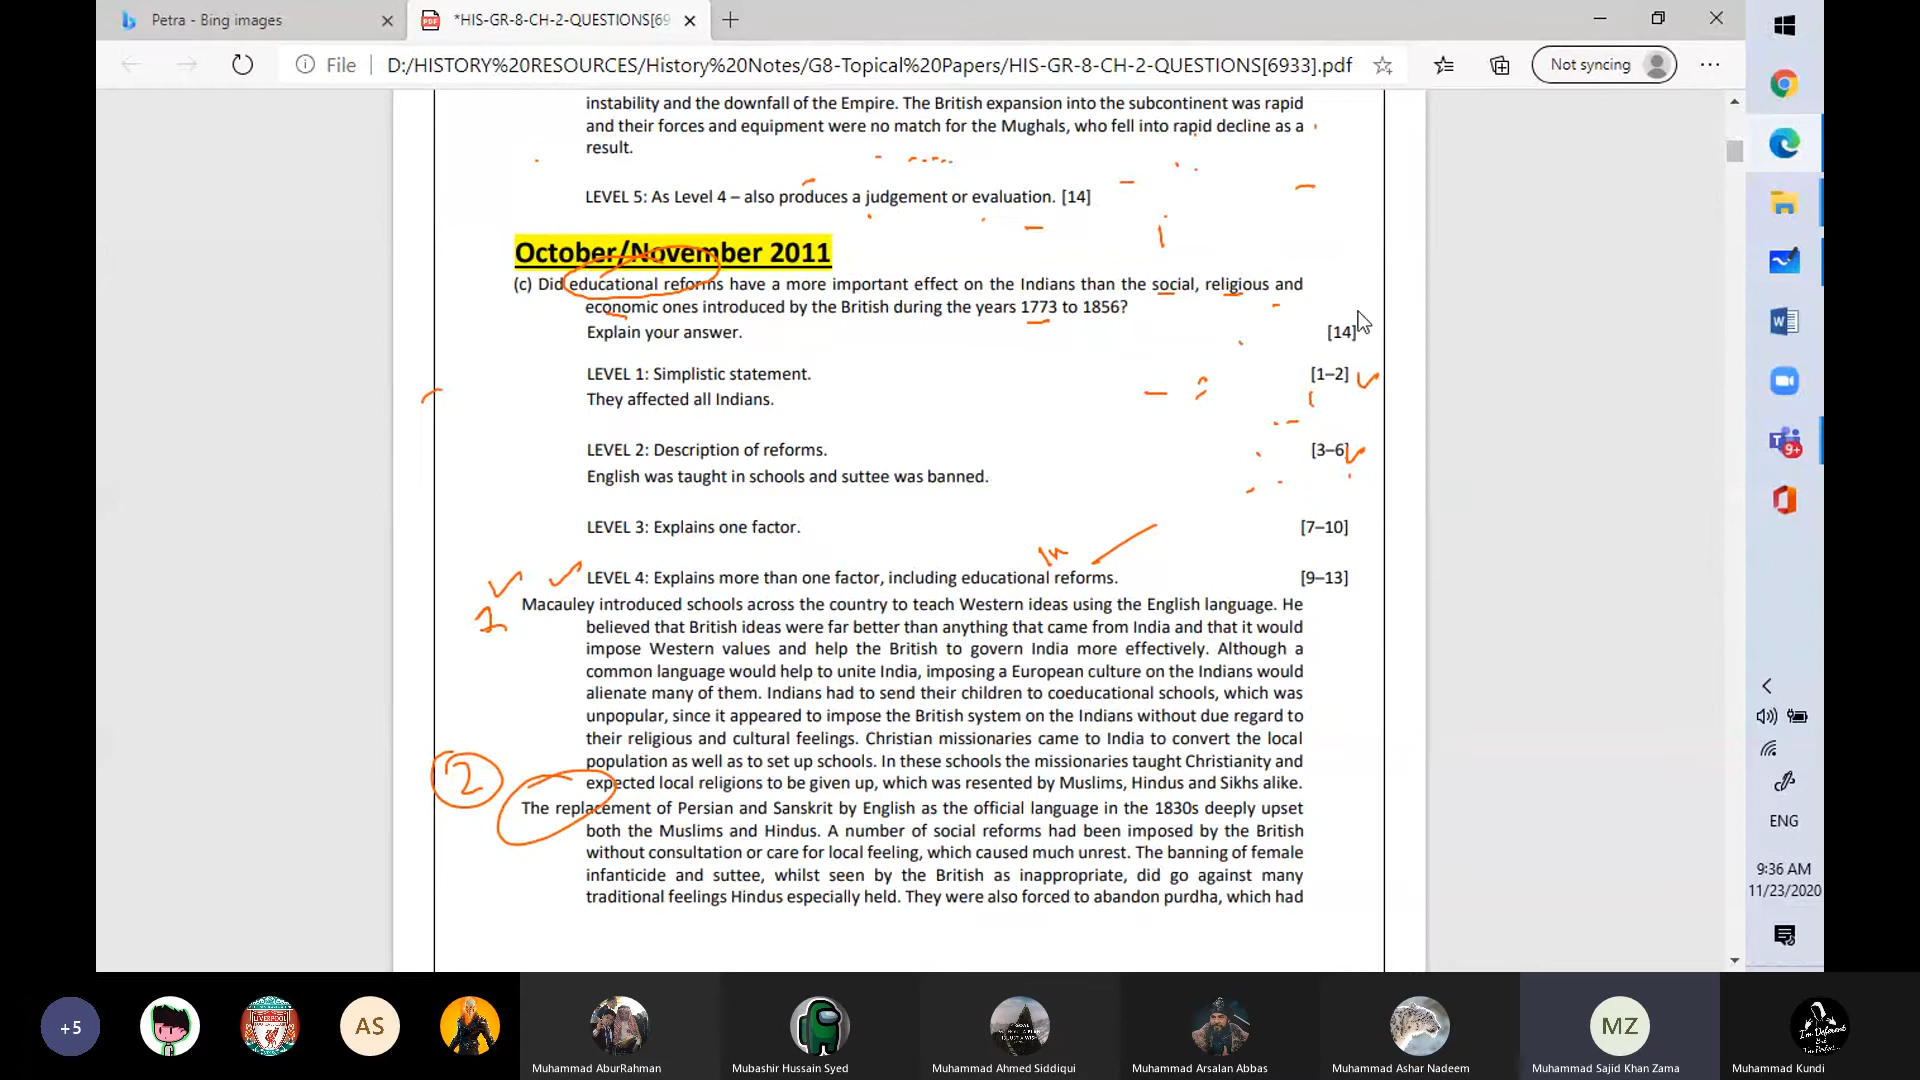 Petra - Bing images
*HIS-GR-8-CH-2-QUESTIONS[69
File
D:/HISTORY%20RESOURCES/History%20Notes/G8-Topical%20Papers/HIS-GR-8-CH-2-QUESTIONS[6933].pdf
Not syncing
instability and the downfall of the Empire. The British expansion into the subcontinent was rapid
and their forces and equipment were no match for the Mughals, who fell into rapid decline as a
result.
LEVEL 5: As Level 4 – also produces a judgement or evaluation. [14]
October/November 2011
(c) Did educational reforms have a more important effect on the Indians than the social, religious and
economic ones introduced by the British during the years 1773 to 1856?
Explain your answer. [14]
LEVEL 1: Simplistic statement. [1–2]
They affected all Indians.
LEVEL 2: Description of reforms. [3–6]
English was taught in schools and suttee was banned.
LEVEL 3: Explains one factor. [7–10]
LEVEL 4: Explains more than one factor, including educational reforms. [9–13]
Macauley introduced schools across the country to teach Western ideas using the English language. He
believed that British ideas were far better than anything that came from India and that it would
impose Western values and help the British to govern India more effectively. Although a
common language would help to unite India, imposing a European culture on the Indians would
alienate many of them. Indians had to send their children to coeducational schools, which was
unpopular, since it appeared to impose the British system on the Indians without due regard to
their religious and cultural feelings. Christian missionaries came to India to convert the local
population as well as to set up schools. In these schools the missionaries taught Christianity and
expected local religions to be given up, which was resented by Muslims, Hindus and Sikhs alike.
2
The replacement of Persian and Sanskrit by English as the official language in the 1830s deeply upset
both the Muslims and Hindus. A number of social reforms had been imposed by the British
without consultation or care for local feeling, which caused much unrest. The banning of female
infanticide and suttee, whilst seen by the British as inappropriate, did go against many
traditional feelings Hindus especially held. They were also forced to abandon purdha, which had
9+
ENG
9:36 AM
11/23/2020
+5
LIVERPOOL
AS
MZ
Muhammad AburRahman
Mubashir Hussain Syed
Muhammad Ahmed Siddiqui
Muhammad Arsalan Abbas
Muhammad Ashar Nadeem
Muhammad Sajid Khan Zama
Muhammad Kundi